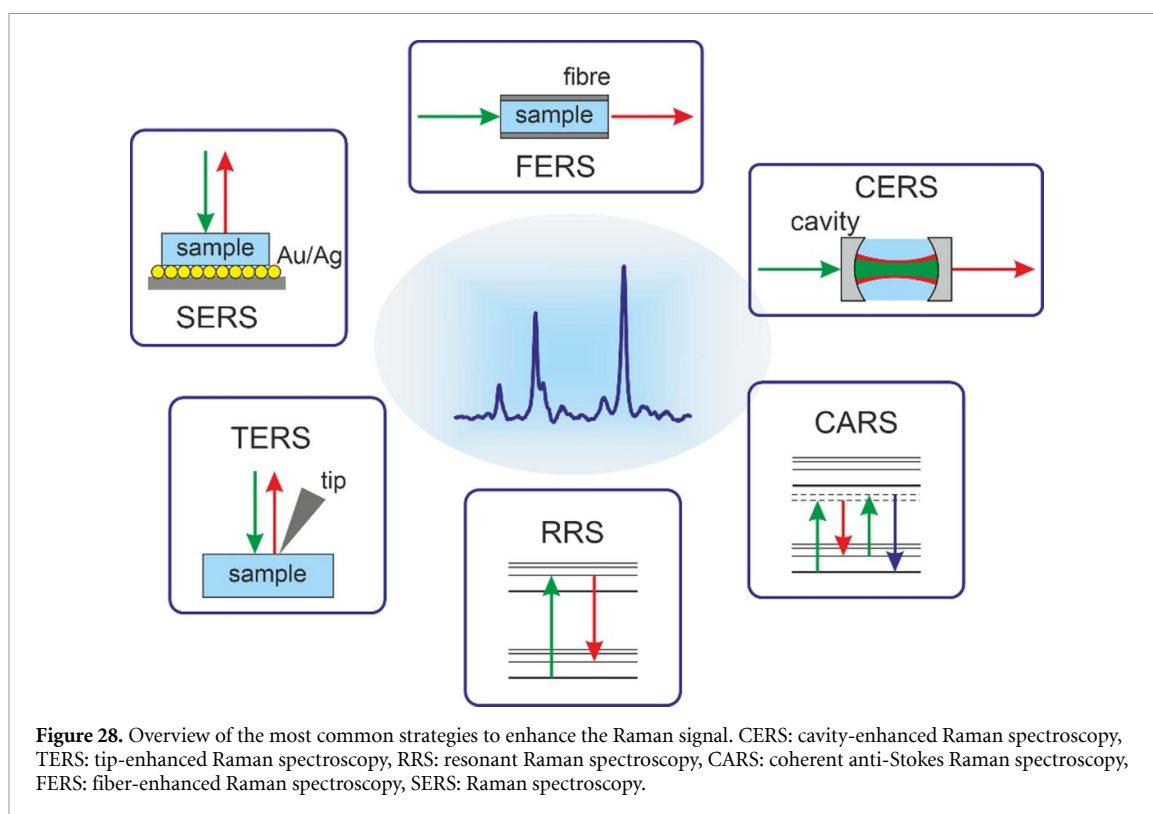 fibre
sample
FERS
sample
Au/Ag
SERS
CERS
cavity
TERS
tip
sample
RRS
CARS
Figure 28. Overview of the most common strategies to enhance the Raman signal. CERS: cavity-enhanced Raman spectroscopy,
TERS: tip-enhanced Raman spectroscopy, RRS: resonant Raman spectroscopy, CARS: coherent anti-Stokes Raman spectroscopy,
FERS: fiber-enhanced Raman spectroscopy, SERS: Raman spectroscopy.